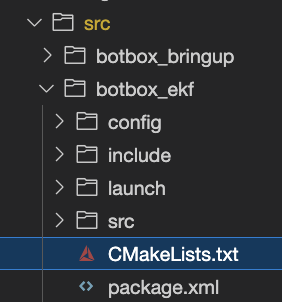 src
botbox_bringup
botbox_ekf
config
include
launch
src
CMakeLists.txt
package.xml